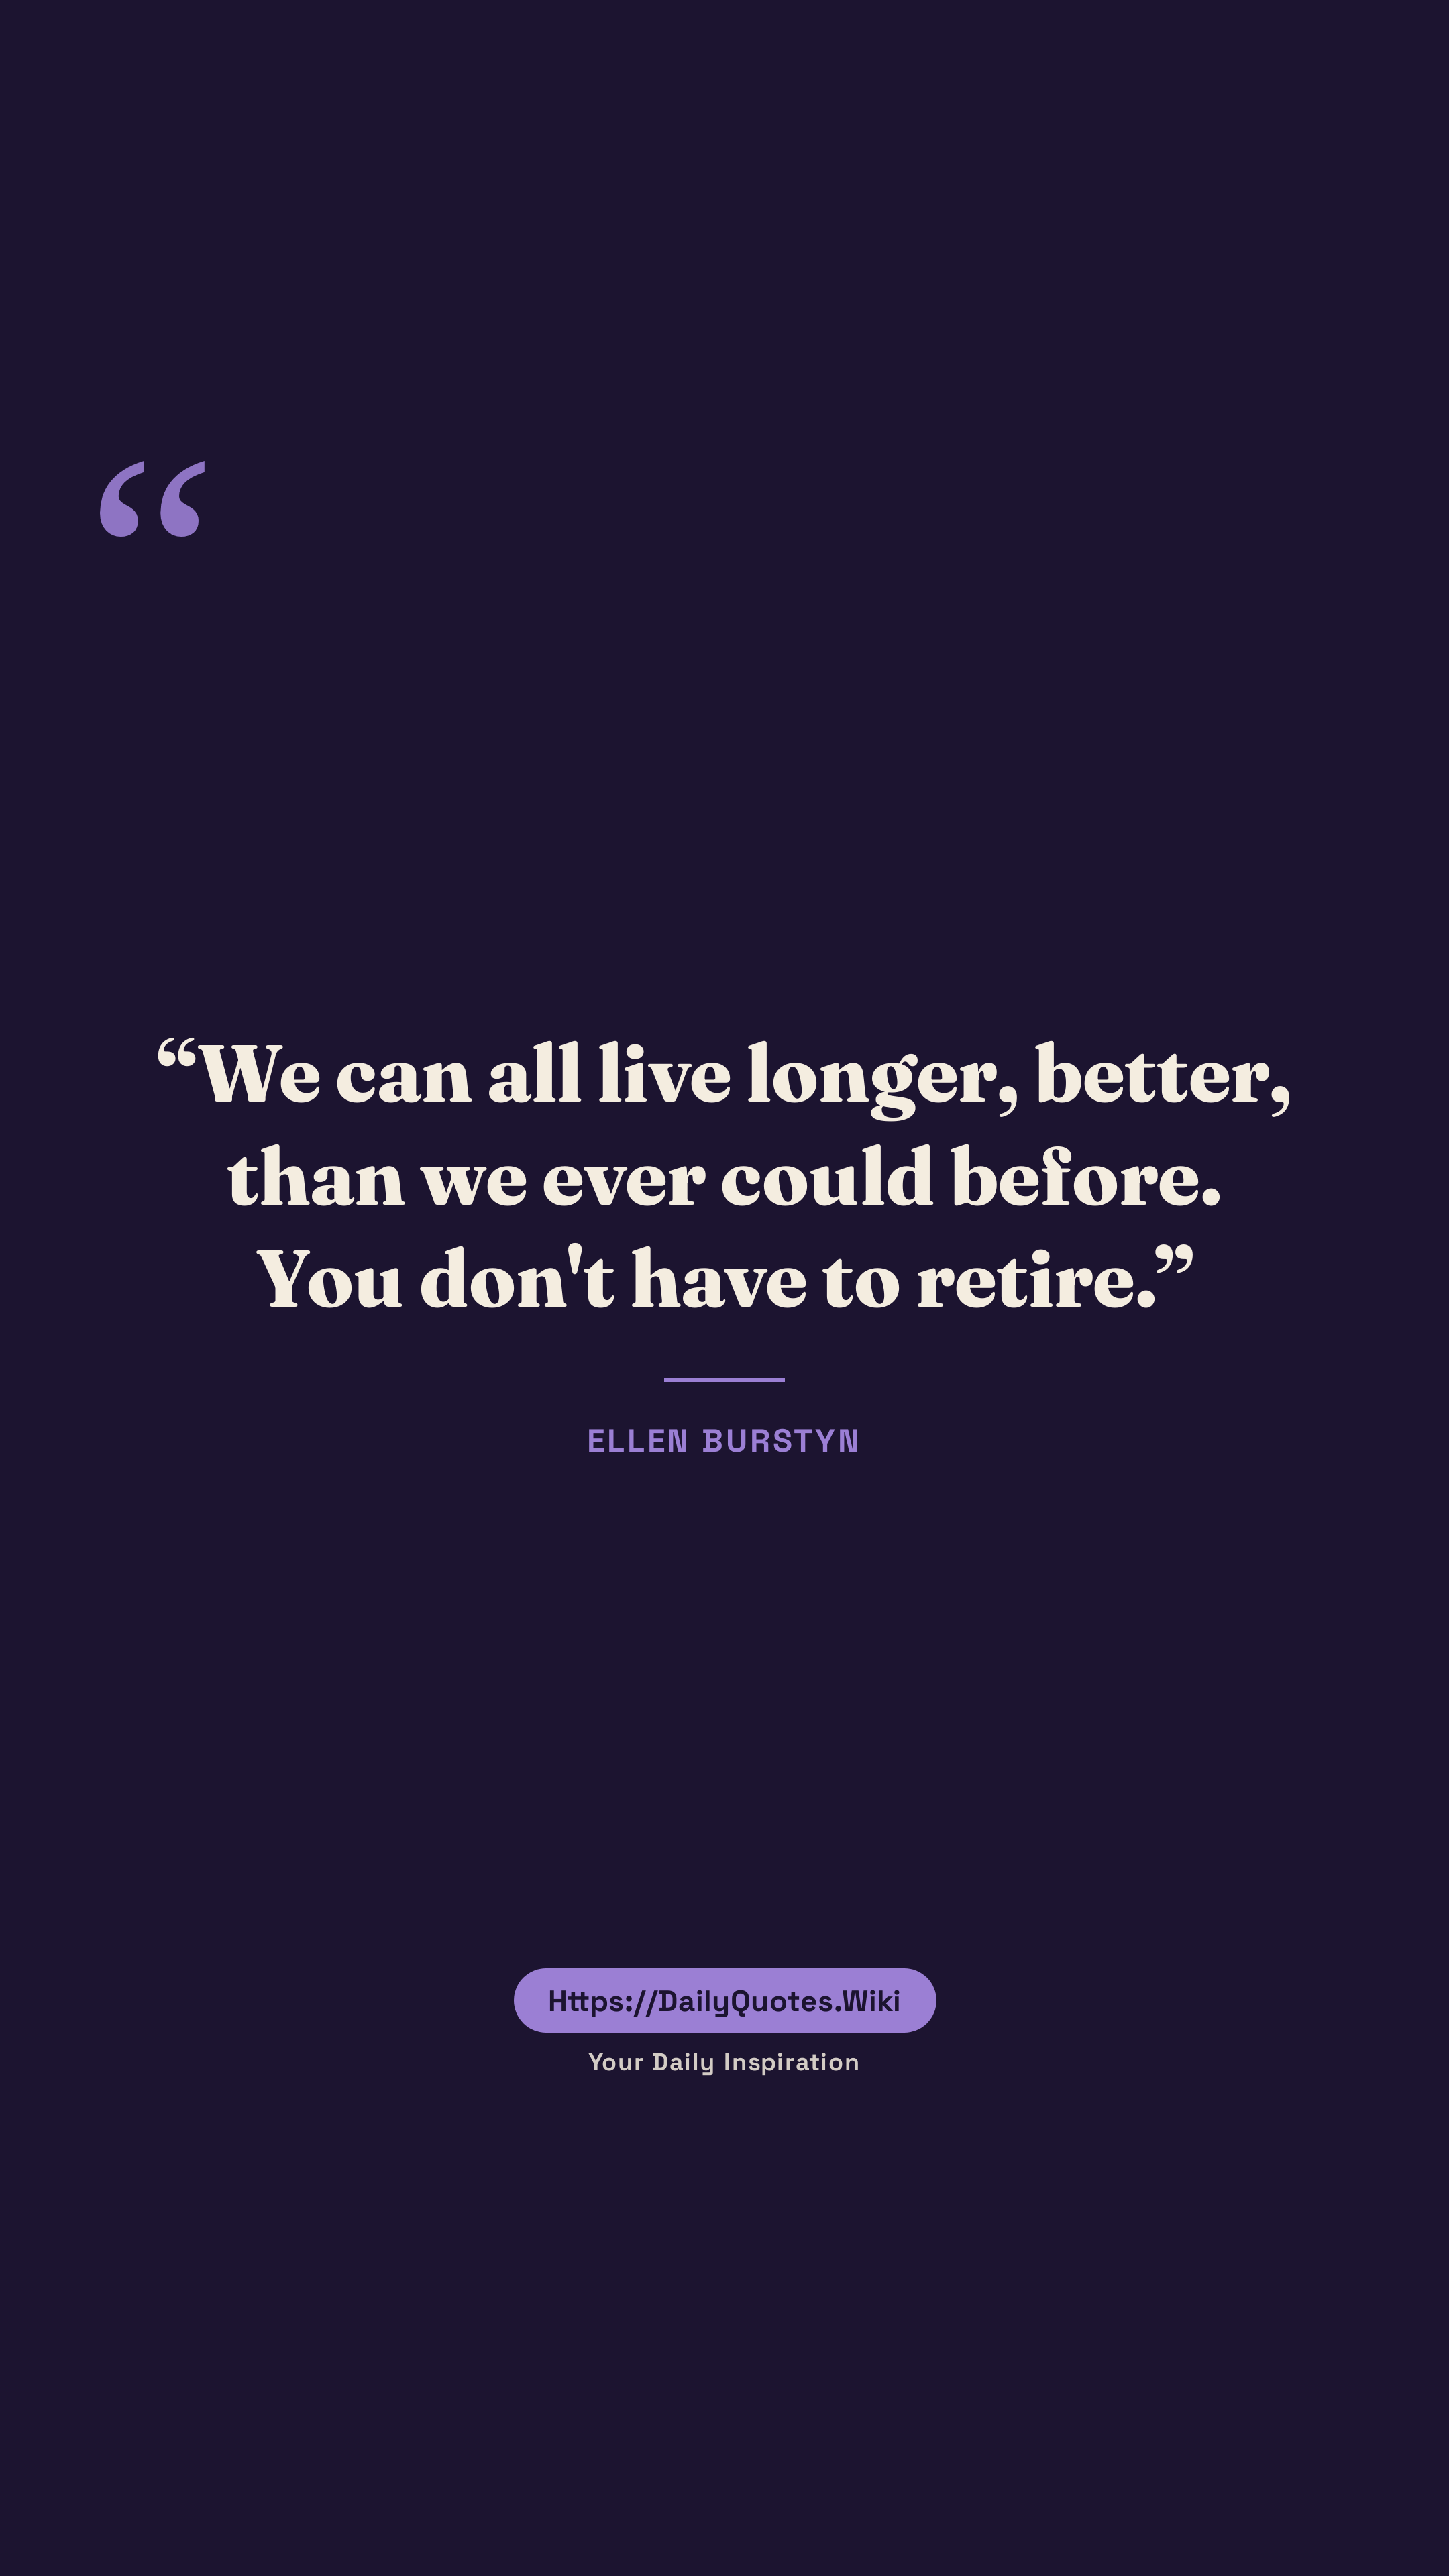 “
“We can all live longer, better,
than we ever could before.
You don't have to retire.”
ELLEN BURSTYN
Https://DailyQuotes.Wiki
Your Daily Inspiration